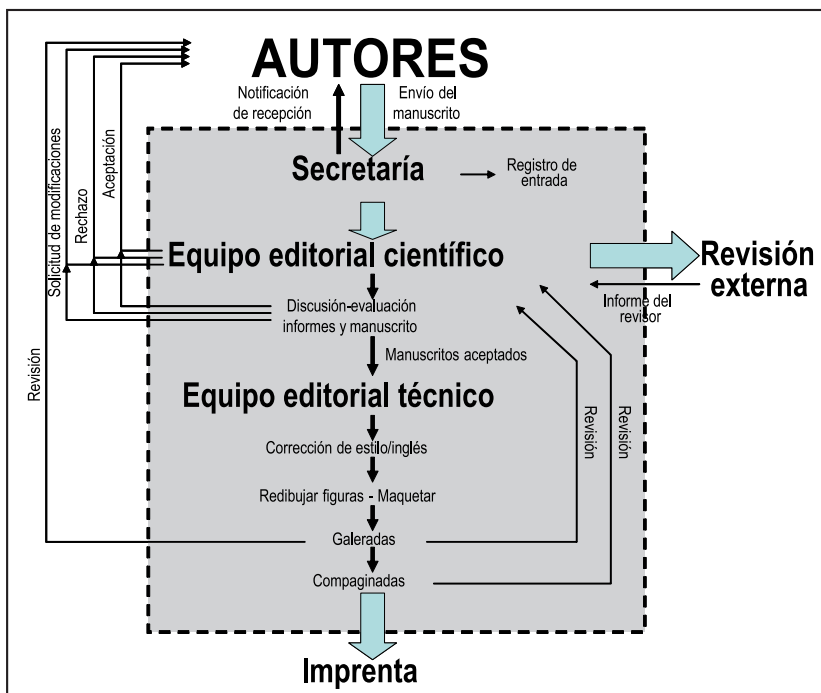 AUTORES
Notificación
de recepción
Envío del
manuscrito
Secretaría
Registro de
entrada
Solicitud de modificaciones
Rechazo
Aceptación
Equipo editorial científico
Revisión
externa
Informe del
revisor
Discusión-evaluación
informes y manuscrito
Manuscritos aceptados
Revisión
Equipo editorial técnico
Revisión
Revisión
Corrección de estilo/inglés
Redibujar figuras - Maquetar
Galeradas
Compaginadas
Imprenta